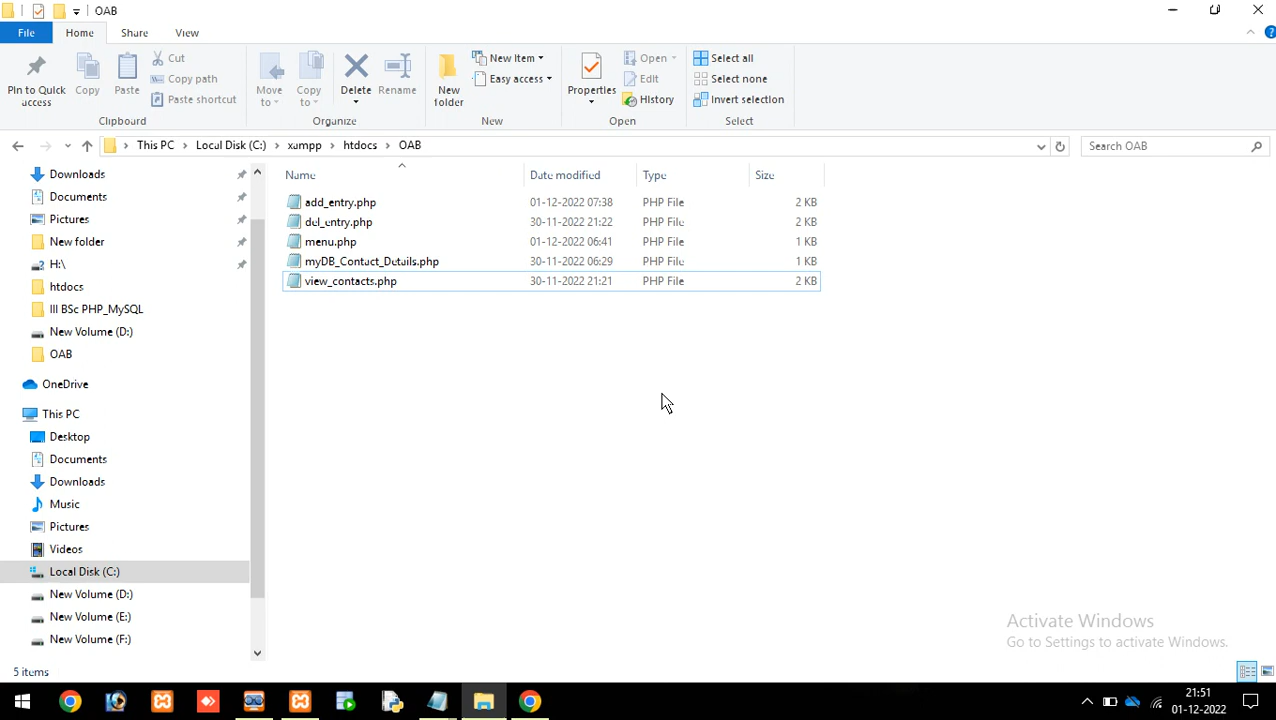 OAB
File Home Share View
Pin to Quick access
Copy
Paste
Cut
Copy path
Paste shortcut
Clipboard
Move to
Copy to
Delete
Rename
Organize
New folder
New Item
Easy access
New
Properties
Open
Edit
History
Open
Select all
Select none
Invert selection
Select
This PC Local Disk (C:) xampp htdocs OAB
Search OAB
Downloads
Documents
Pictures
New folder
H:\
htdocs
III BSc PHP_MySQL
New Volume (D:)
OAB
OneDrive
This PC
Desktop
Documents
Downloads
Music
Pictures
Videos
Local Disk (C:)
New Volume (D:)
New Volume (E:)
New Volume (F:)
Name Date modified Type Size
add_entry.php 01-12-2022 07:38 PHP File 2 KB
del_entry.php 30-11-2022 21:22 PHP File 2 KB
menu.php 01-12-2022 06:41 PHP File 1 KB
myDB_Contact_Details.php 30-11-2022 06:29 PHP File 1 KB
view_contacts.php 30-11-2022 21:21 PHP File 2 KB
Activate Windows
Go to Settings to activate Windows.
5 items
21:51
01-12-2022